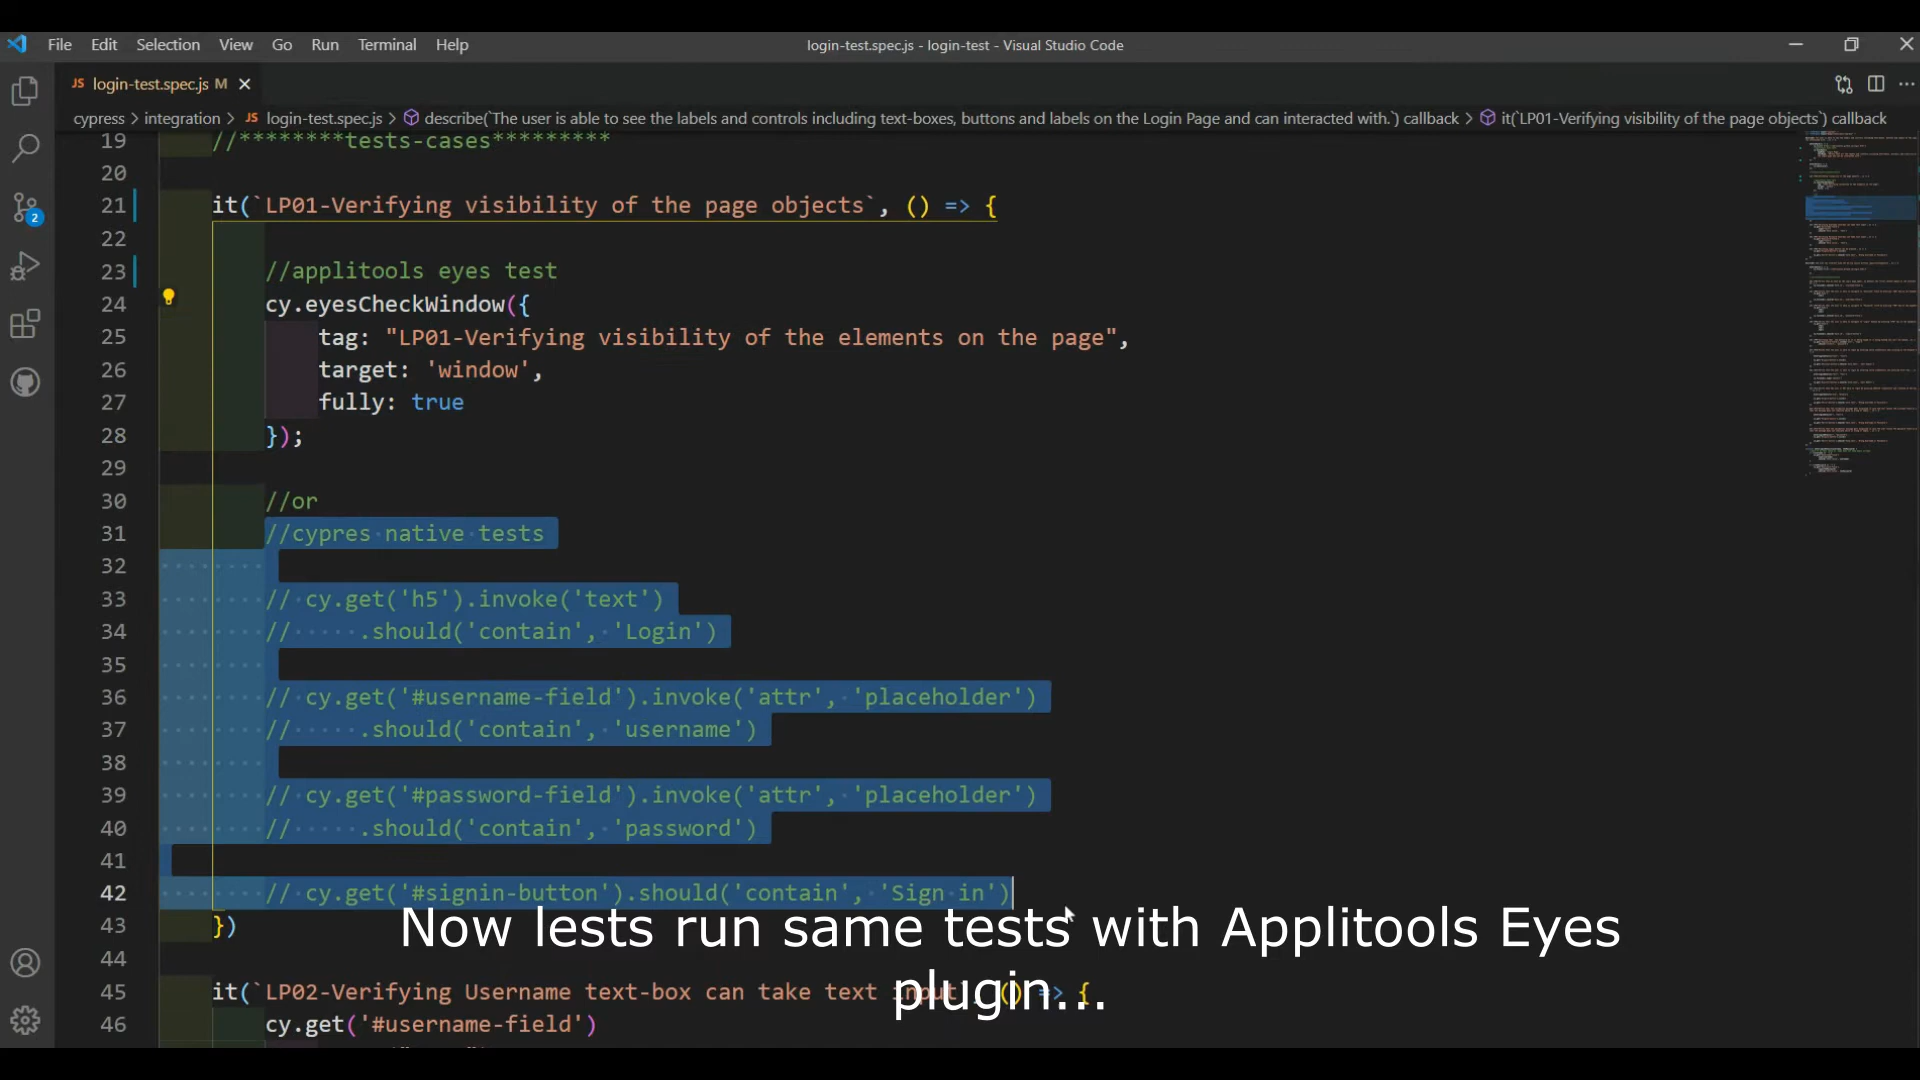 File Edit Selection View Go Run Terminal Help
login-test.spec.js - login-test - Visual Studio Code
JS login-test.spec.js M
cypress > integration > JS login-test.spec.js > describe(`The user is able to see the labels and controls including text-boxes, buttons and labels on the Login Page and can interacted with.`) callback > it(`LP01-Verifying visibility of the page objects`) callback
19 //********tests-cases*********
20
21 it(`LP01-Verifying visibility of the page objects`, () => {
22
23 //applitools eyes test
24 cy.eyesCheckWindow({
25 tag: "LP01-Verifying visibility of the elements on the page",
26 target: 'window',
27 fully: true
28 });
29
30 //or
31 //cypres native tests
32
33 // cy.get('h5').invoke('text')
34 // .should('contain', 'Login')
35
36 // cy.get('#username-field').invoke('attr', 'placeholder')
37 // .should('contain', 'username')
38
39 // cy.get('#password-field').invoke('attr', 'placeholder')
40 // .should('contain', 'password')
41
42 // cy.get('#signin-button').should('contain', 'Sign in')
43 })
44
45 it(`LP02-Verifying Username text-box can take text input`, () => {
46 cy.get('#username-field')
2
Now lests run same tests with Applitools Eyes
plugin...